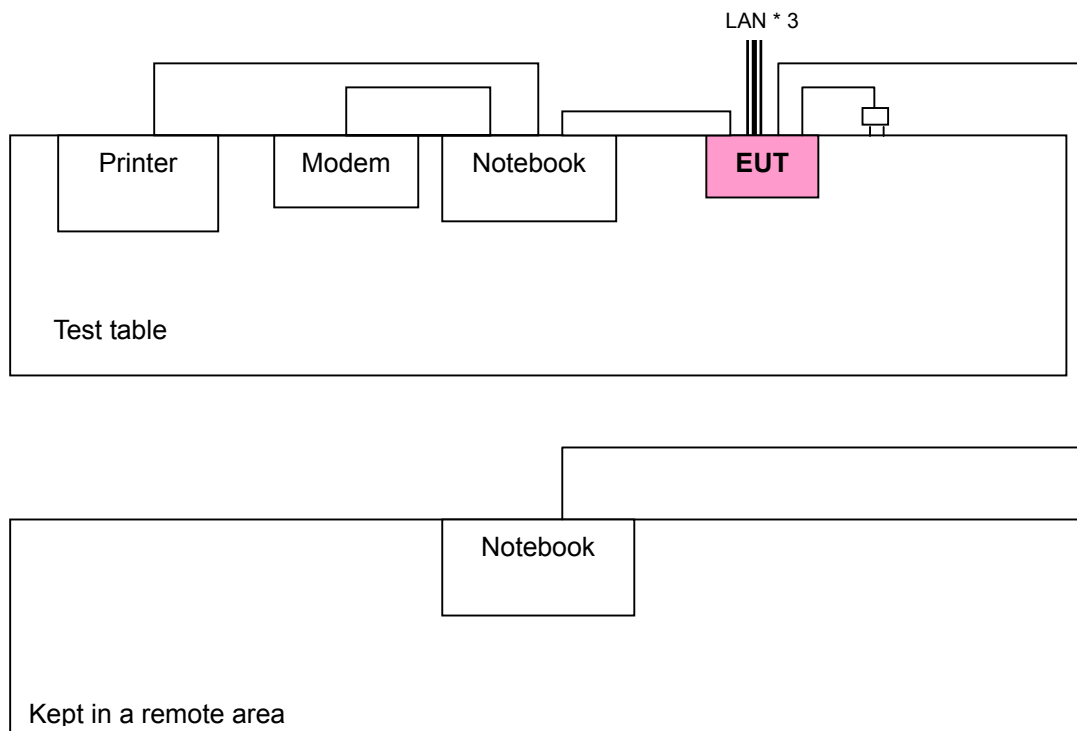 LAN * 3
Printer
Modem
Notebook
EUT
Test table
Notebook
Kept in a remote area